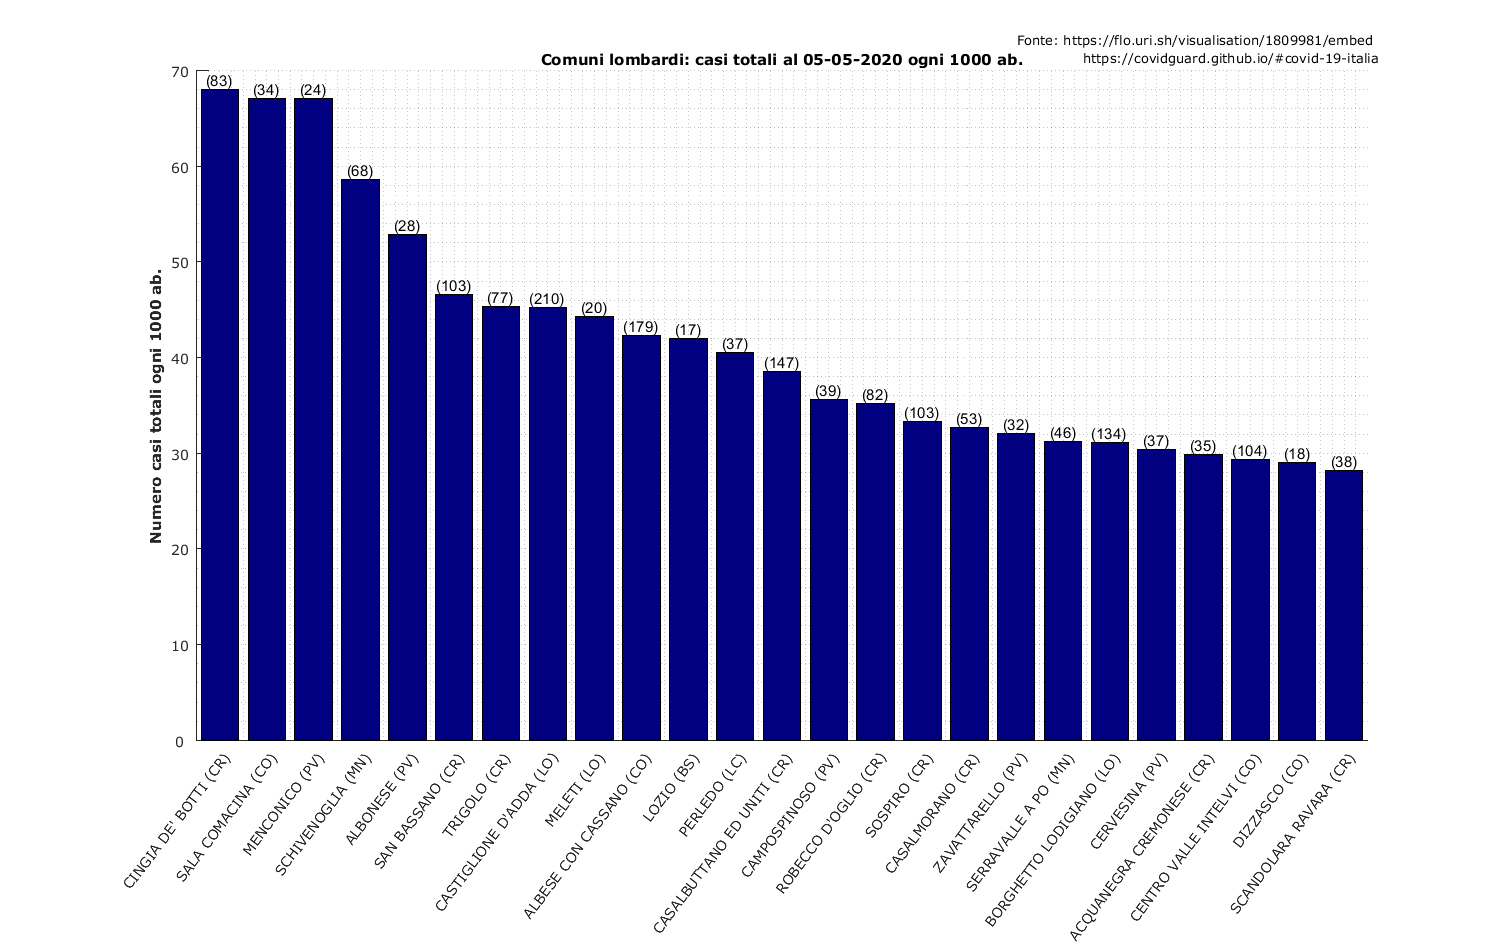 Fonte: https://flo.uri.sh/visualisation/1809981/embed
https://covidguard.github.io/#covid-19-italia
Comuni lombardi: casi totali al 05-05-2020 ogni 1000 ab.
Numero casi totali ogni 1000 ab.
70
60
50
40
30
20
10
0
(83)
(34)
(24)
(68)
(28)
(103)
(77)
(210)
(20)
(179)
(17)
(37)
(147)
(39)
(82)
(103)
(53)
(32)
(46)
(134)
(37)
(35)
(104)
(18)
(38)
CINGIA DE' BOTTI (CR)
SALA COMACINA (CO)
MENCONICO (PV)
SCHIVENOGLIA (MN)
ALBONESE (PV)
SAN BASSANO (CR)
TRIGOLO (CR)
CASTIGLIONE D'ADDA (LO)
MELETI (LO)
ALBESE CON CASSANO (CO)
LOZIO (BS)
PERLEDO (LC)
CASALBUTTANO ED UNITI (CR)
CAMPOSPINOSO (PV)
ROBECCO D'OGLIO (CR)
SOSPIRO (CR)
CASALMORANO (CR)
ZAVATTARELLO (PV)
SERRAVALLE A PO (MN)
BORGHETTO LODIGIANO (LO)
CERVESINA (PV)
ACQUANEGRA CREMONESE (CR)
CENTRO VALLE INTELVI (CO)
DIZZASCO (CO)
SCANDOLARA RAVARA (CR)